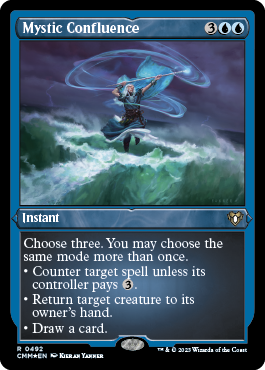 Mystic Confluence 3
Instant
Choose three. You may choose the
same mode more than once.
• Counter target spell unless its
controller pays 3.
• Return target creature to its
owner's hand.
• Draw a card.
R 0492
CMM★EN Kieran Yanner
™ & © 2023 Wizards of the Coast